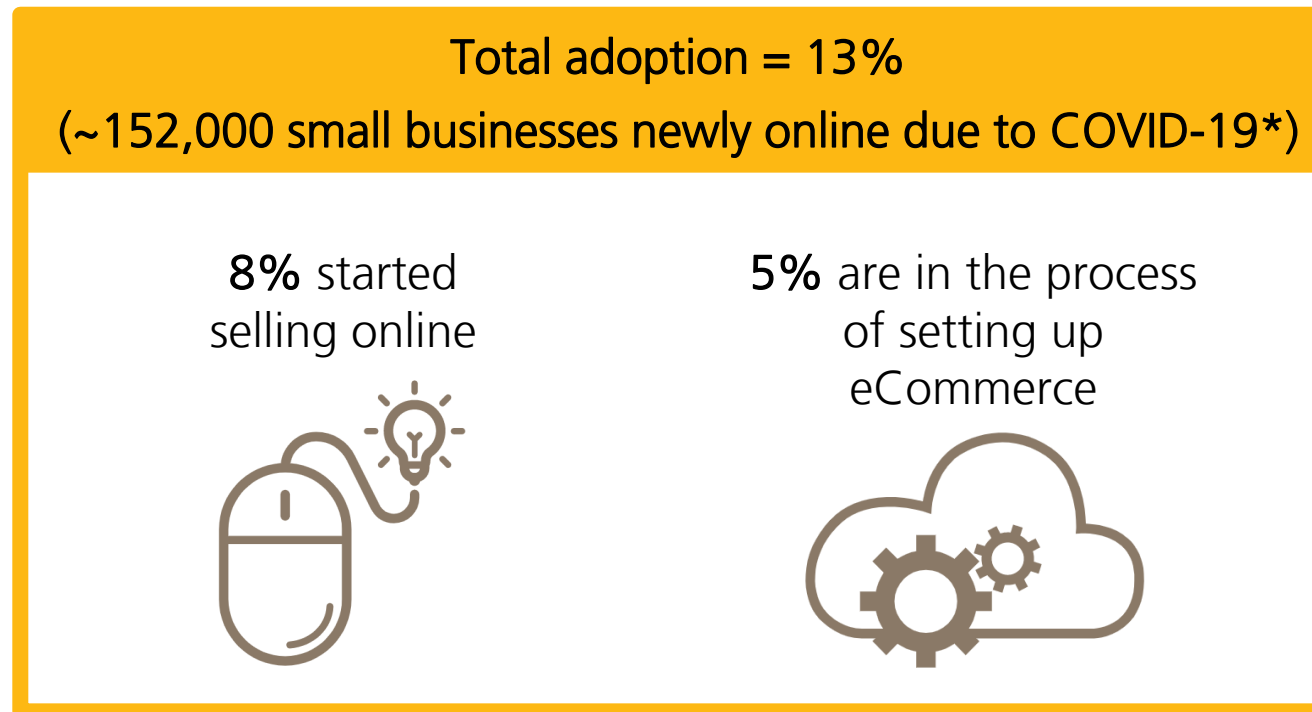 Total adoption = 13%
(~152,000 small businesses newly online due to COVID-19*)
8% started
selling online
5% are in the process
of setting up
eCommerce